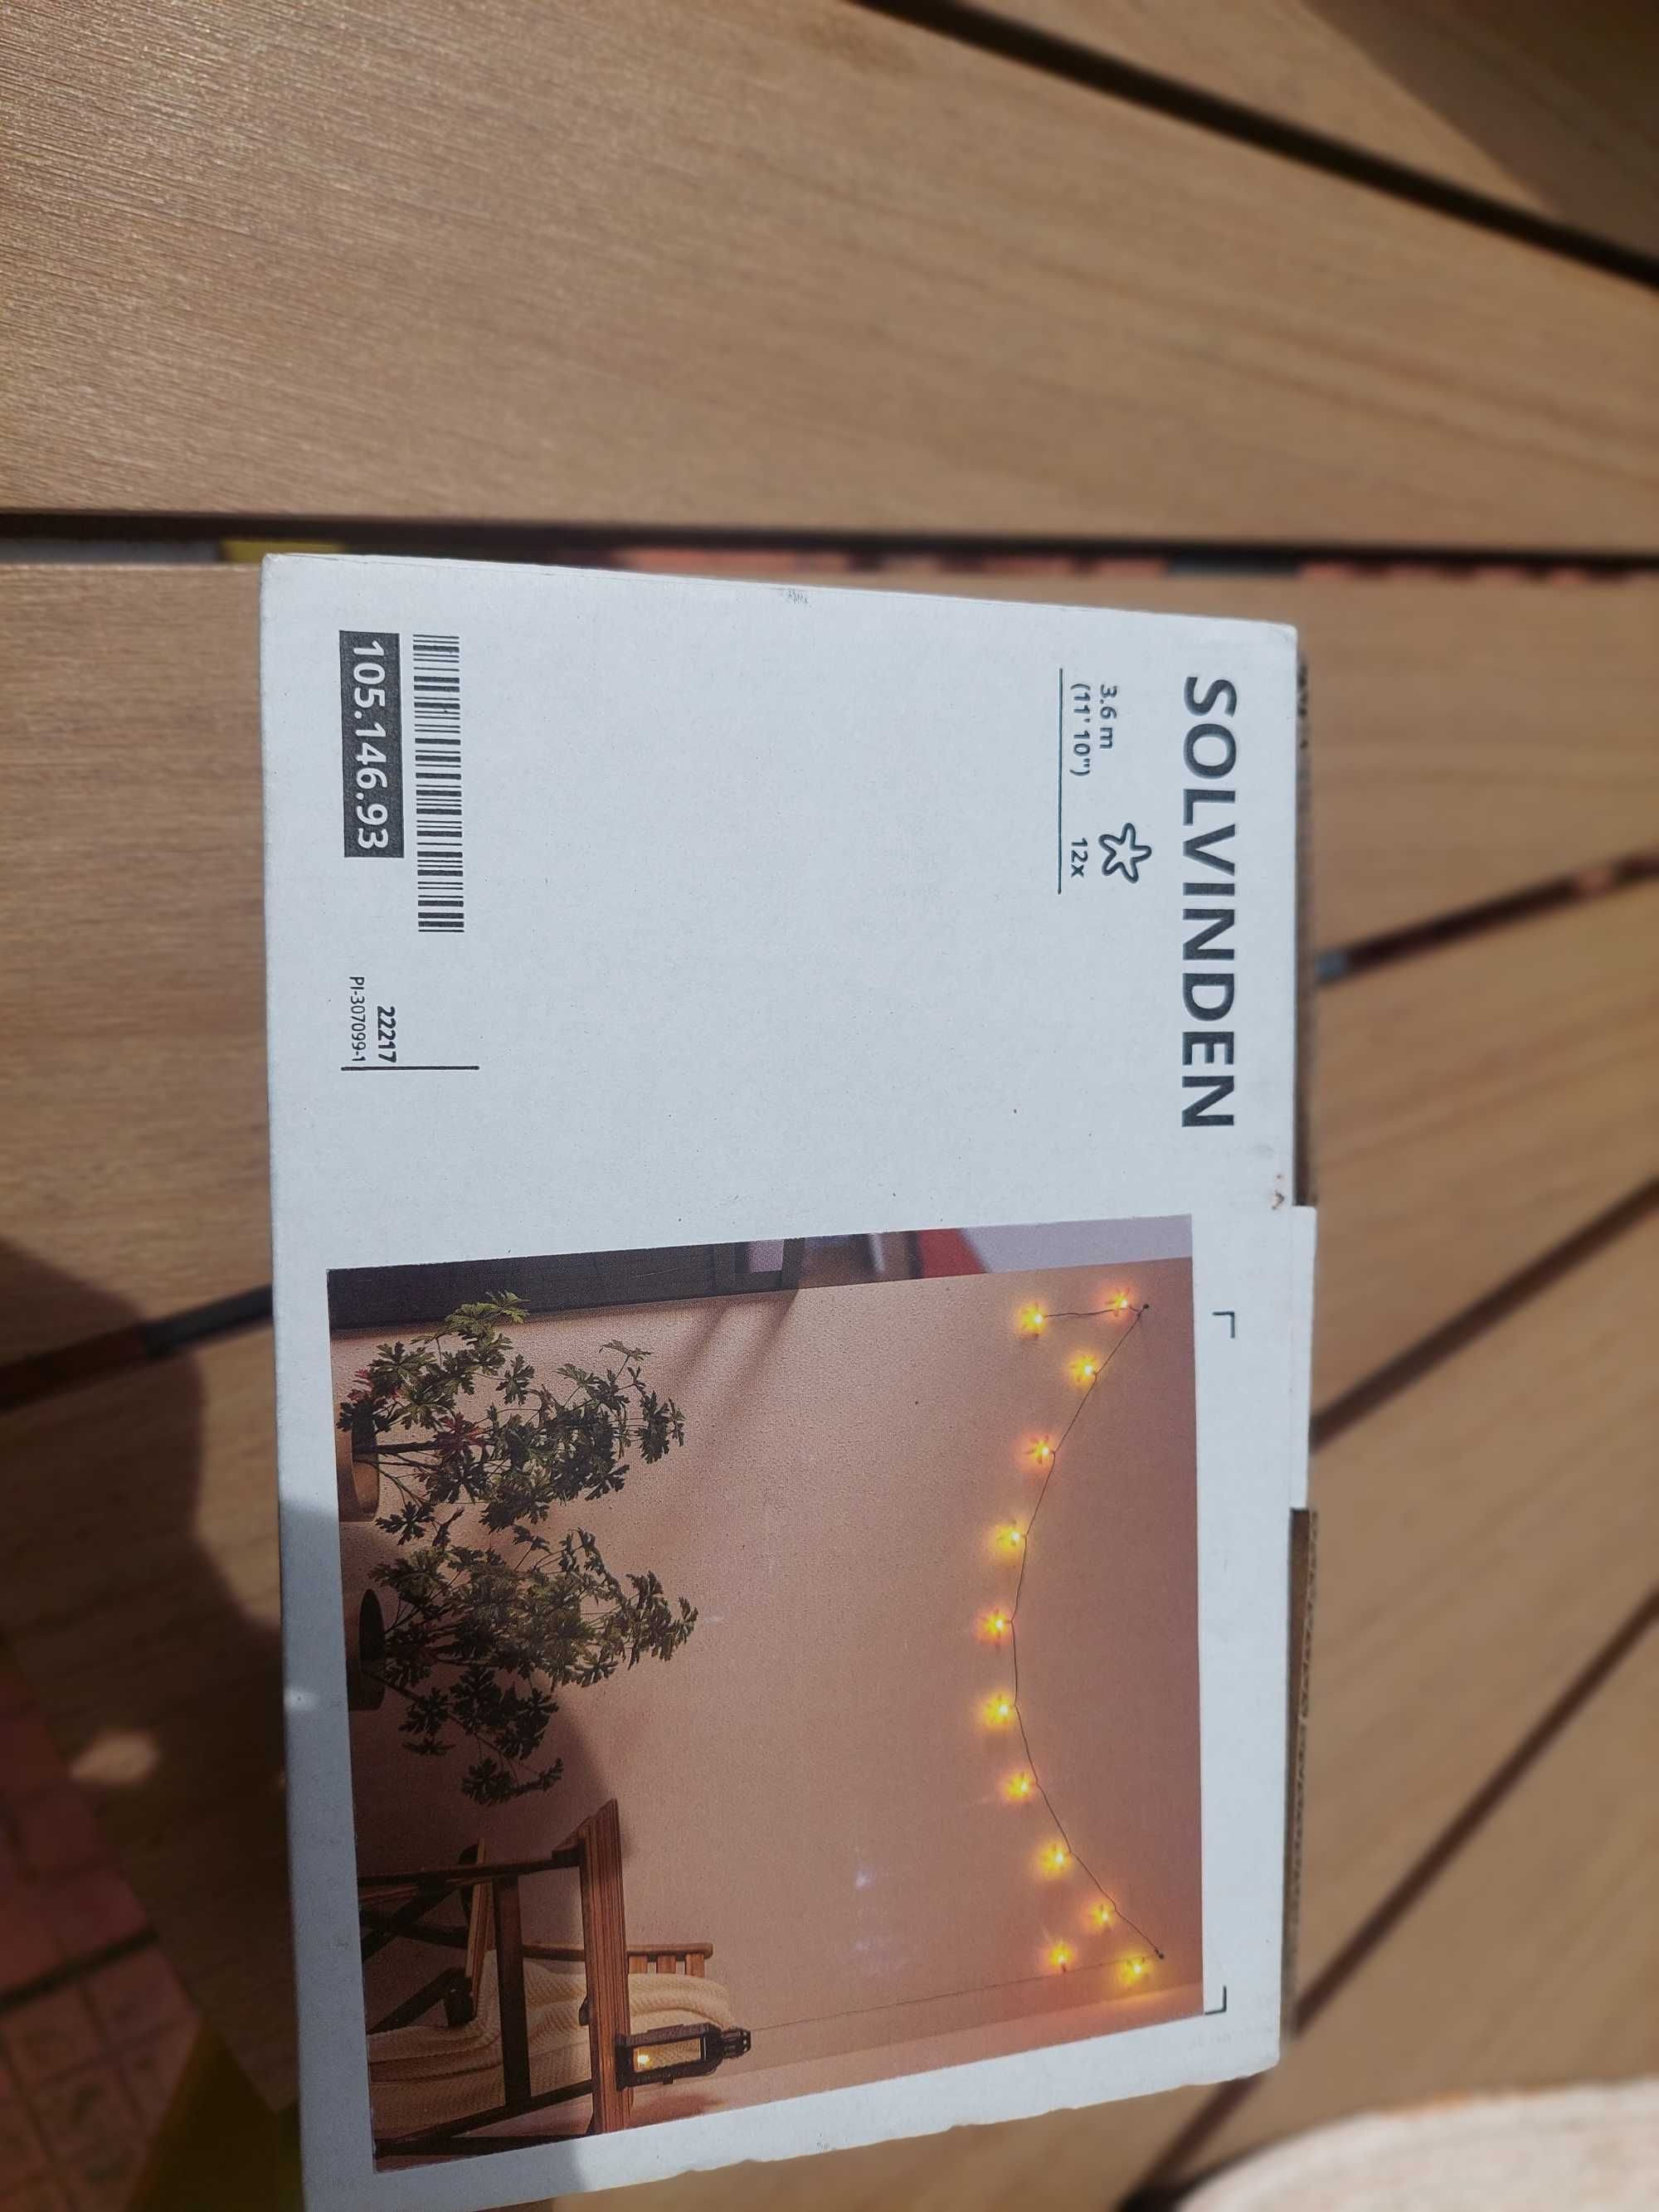 SOLVINDEN
3.6 m
(11' 10")
12x
105.146.93
22217
PI-307099-1